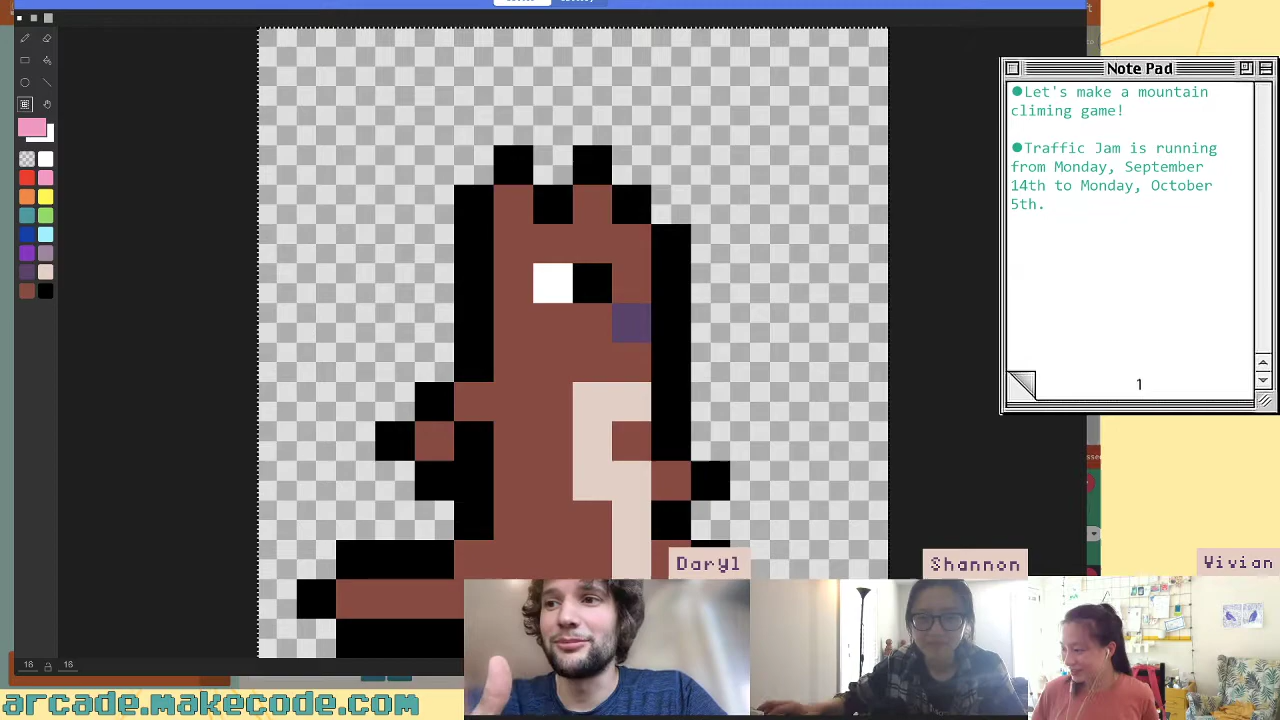 Note Pad
●Let's make a mountain
climing game!
●Traffic Jam is running
from Monday, September
14th to Monday, October
5th.
1
Daryl
Shannon
Vivian
16 16
arcade.makecode.com